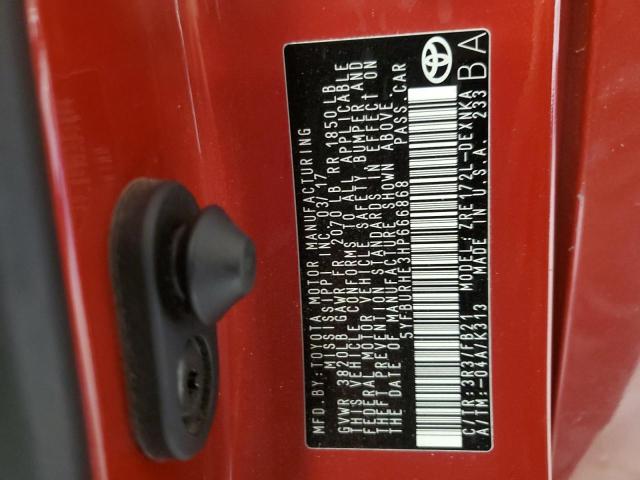 MFD. BY: TOYOTA MOTOR MANUFACTURING
MISSISSIPPI INC. 03/17
GVWR 3820LB GAWR FR 2070LB RR 1850LB
THIS VEHICLE CONFORMS TO ALL APPLICABLE
FEDERAL MOTOR VEHICLE SAFETY, BUMPER AND
THEFT PREVENTION STANDARDS IN EFFECT ON
THE DATE OF MANUFACTURE SHOWN ABOVE.
5YFBURHE3HP666868 PASS. CAR
C/TR: 3R3/FB21 MODEL: ZRE172L-DEXNKA
A/TM: -04A/K313 MADE IN U.S.A. 233
BA